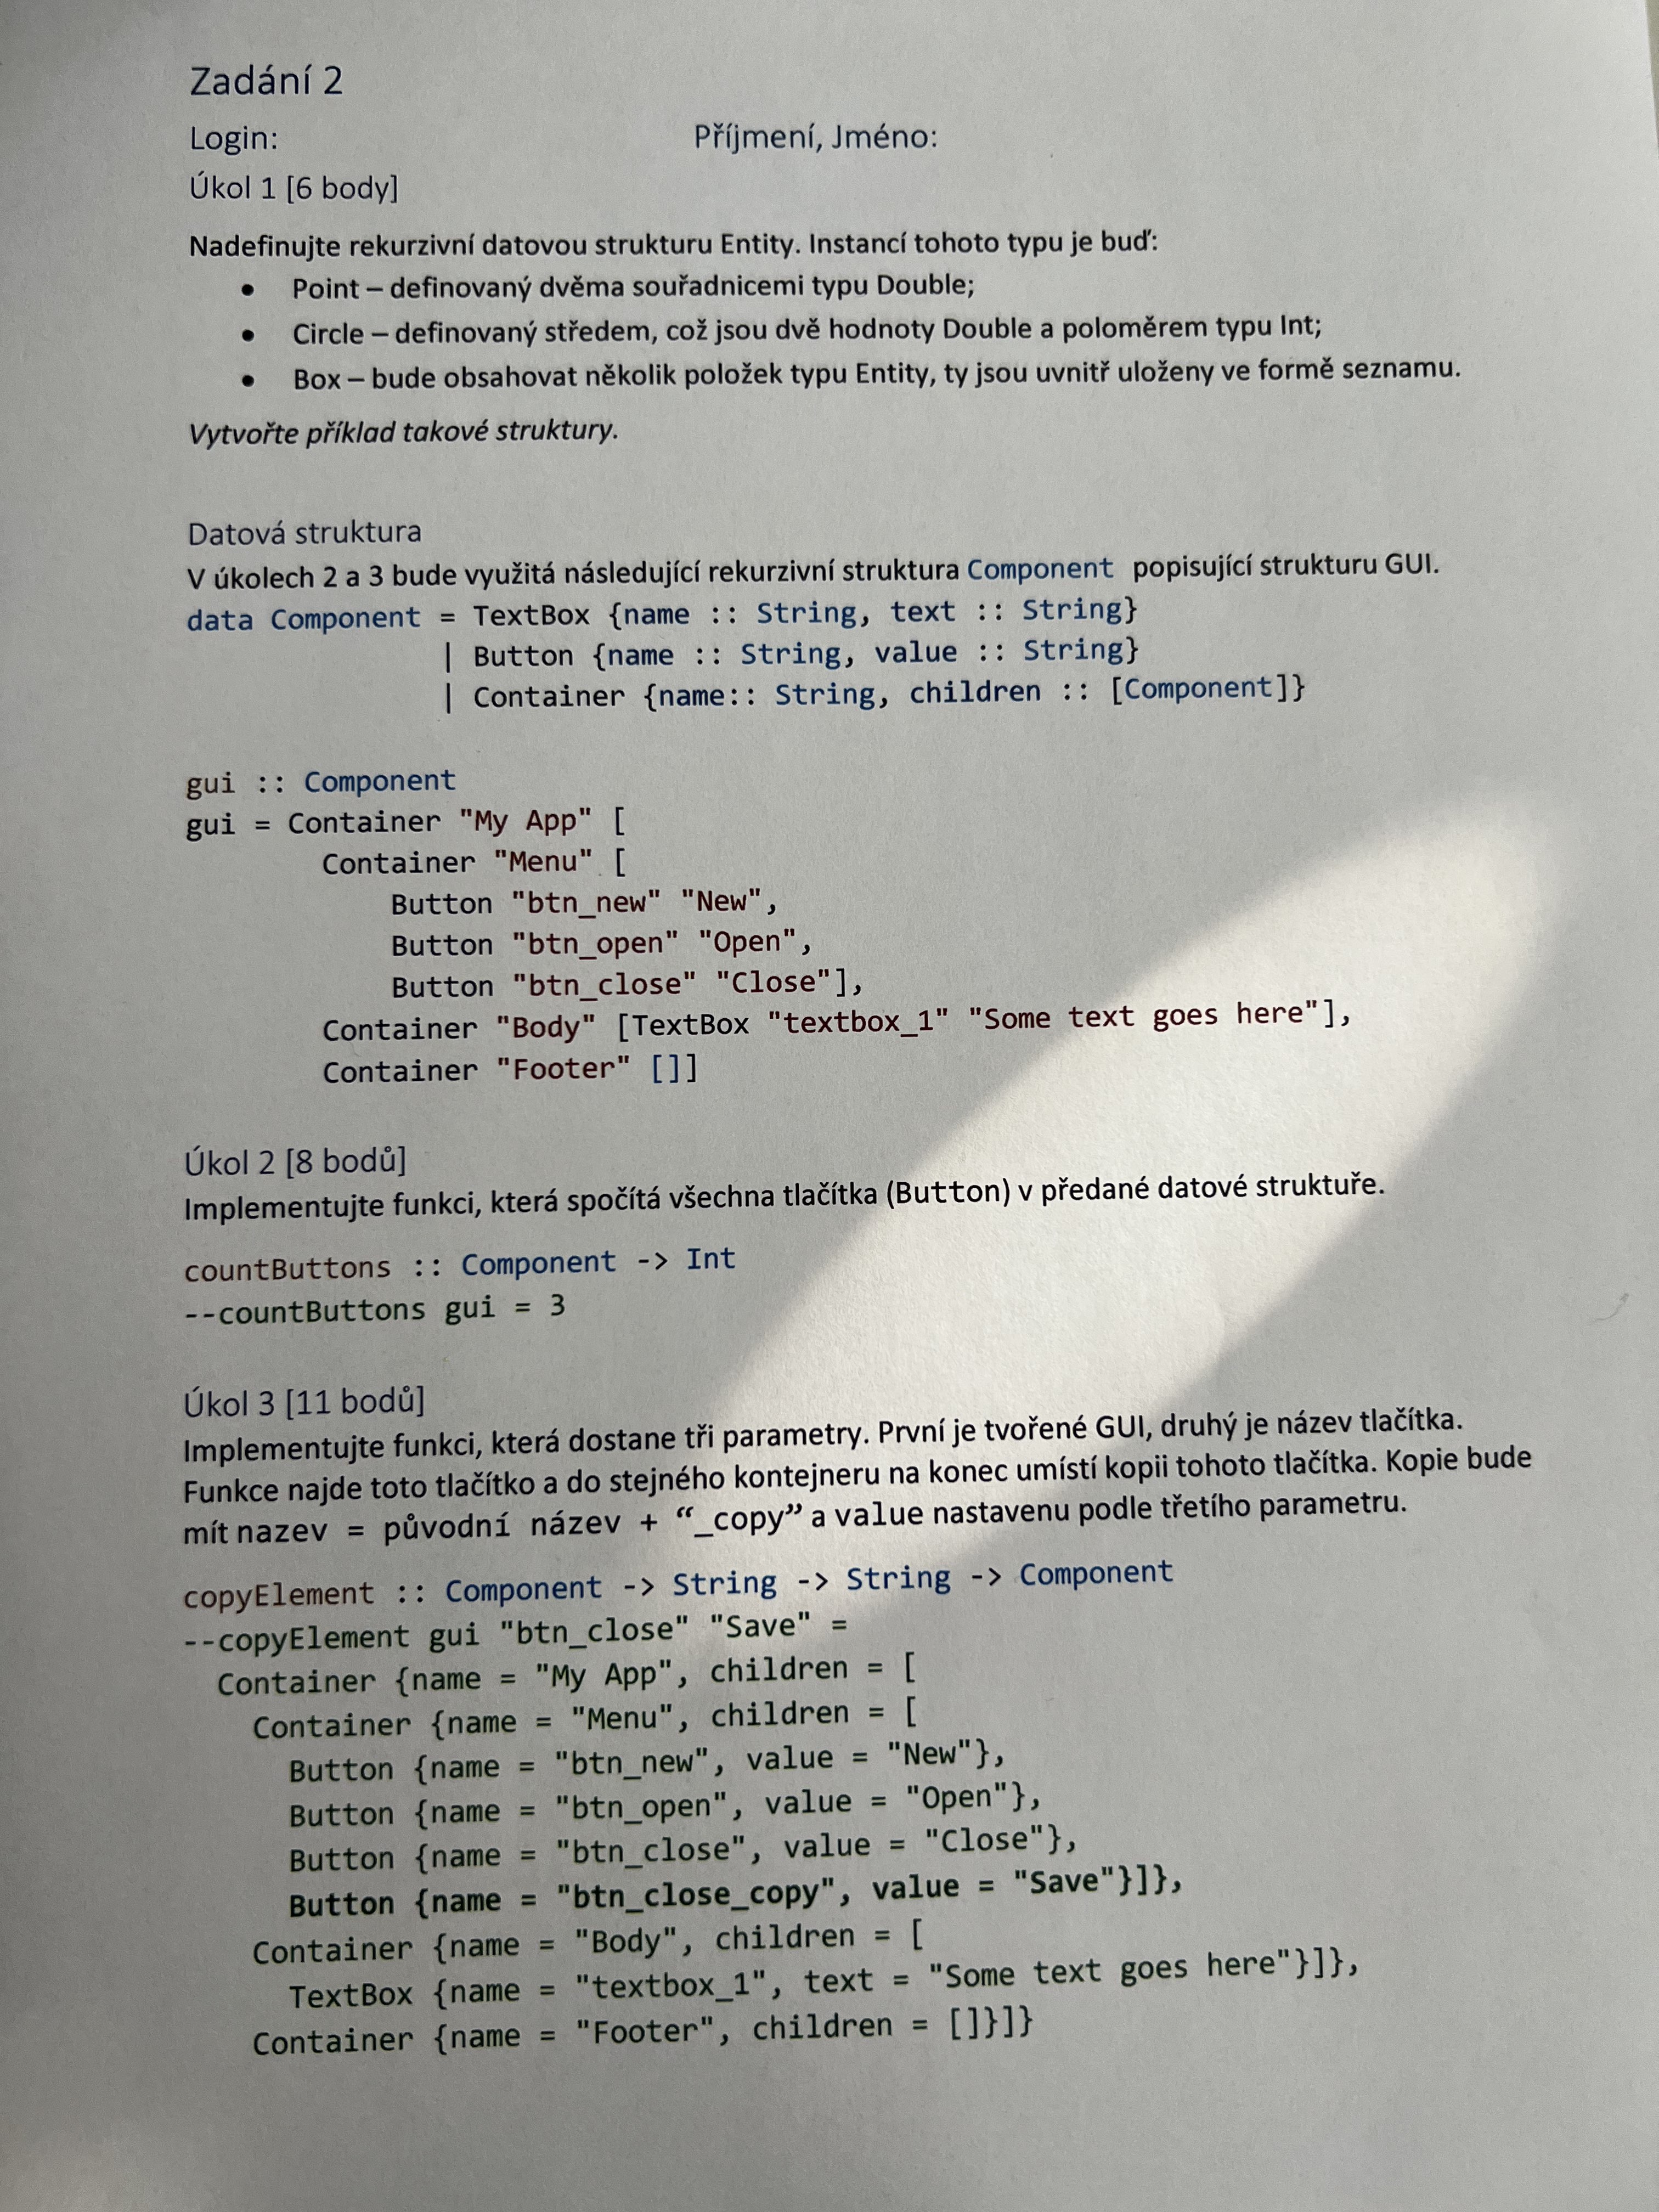 Zadání 2
Login: Příjmení, Jméno:
Úkol 1 [6 body]
Nadefinujte rekurzivní datovou strukturu Entity. Instancí tohoto typu je buď:
• Point – definovaný dvěma souřadnicemi typu Double;
• Circle – definovaný středem, což jsou dvě hodnoty Double a poloměrem typu Int;
• Box – bude obsahovat několik položek typu Entity, ty jsou uvnitř uloženy ve formě seznamu.
Vytvořte příklad takové struktury.
Datová struktura
V úkolech 2 a 3 bude využitá následující rekurzivní struktura Component popisující strukturu GUI.
data Component = TextBox {name :: String, text :: String}
| Button {name :: String, value :: String}
| Container {name:: String, children :: [Component]}
gui :: Component
gui = Container "My App" [
Container "Menu" [
Button "btn_new" "New",
Button "btn_open" "Open",
Button "btn_close" "Close"],
Container "Body" [TextBox "textbox_1" "Some text goes here"],
Container "Footer" []]
Úkol 2 [8 bodů]
Implementujte funkci, která spočítá všechna tlačítka (Button) v předané datové struktuře.
countButtons :: Component -> Int
--countButtons gui = 3
Úkol 3 [11 bodů]
Implementujte funkci, která dostane tři parametry. První je tvořené GUI, druhý je název tlačítka.
Funkce najde toto tlačítko a do stejného kontejneru na konec umístí kopii tohoto tlačítka. Kopie bude
mít nazev = původní název + “_copy” a value nastavenu podle třetího parametru.
copyElement :: Component -> String -> String -> Component
--copyElement gui "btn_close" "Save" =
Container {name = "My App", children = [
Container {name = "Menu", children = [
Button {name = "btn_new", value = "New"},
Button {name = "btn_open", value = "Open"},
Button {name = "btn_close", value = "Close"},
Button {name = "btn_close_copy", value = "Save"}]},
Container {name = "Body", children = [
TextBox {name = "textbox_1", text = "Some text goes here"}]},
Container {name = "Footer", children = []}]}